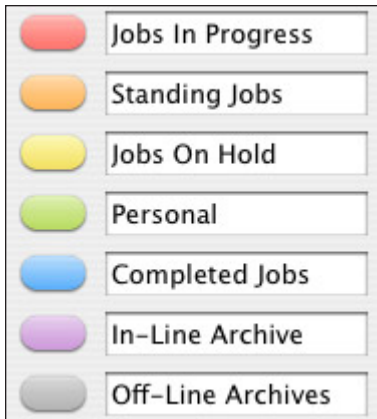 Jobs In Progress
Standing Jobs
Jobs On Hold
Personal
Completed Jobs
In-Line Archive
Off-Line Archives